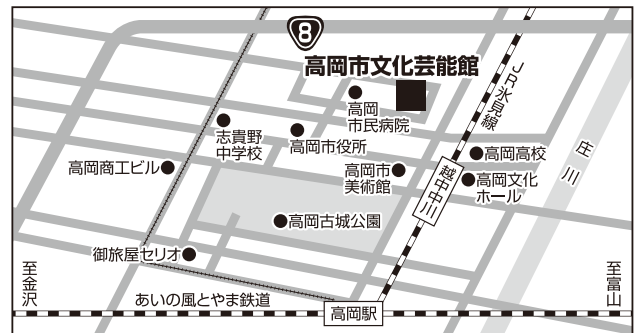 8
高岡市文化芸能館
JR氷見線
高岡
市民病院
志貴野
中学校
高岡市役所
高岡高校
庄川
高岡商工ビル
高岡市
美術館
越中中川
高岡文化
ホール
高岡古城公園
御旅屋セリオ
至金沢
あいの風とやま鉄道
高岡駅
至富山